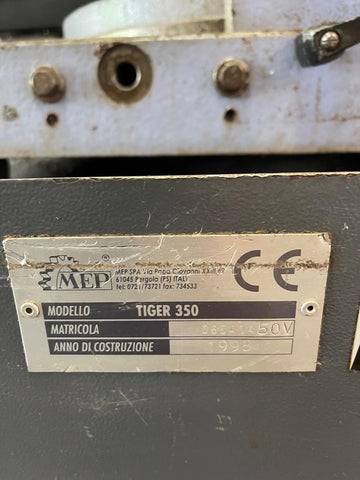 MEP ®
MEP SPA Via Papa Giovanni XXIII,49
61045 Pergola (PS) ITALY
tel: 0721/73721 fax: 734533
CE
MODELLO TIGER 350
MATRICOLA
ANNO DI COSTRUZIONE 1998